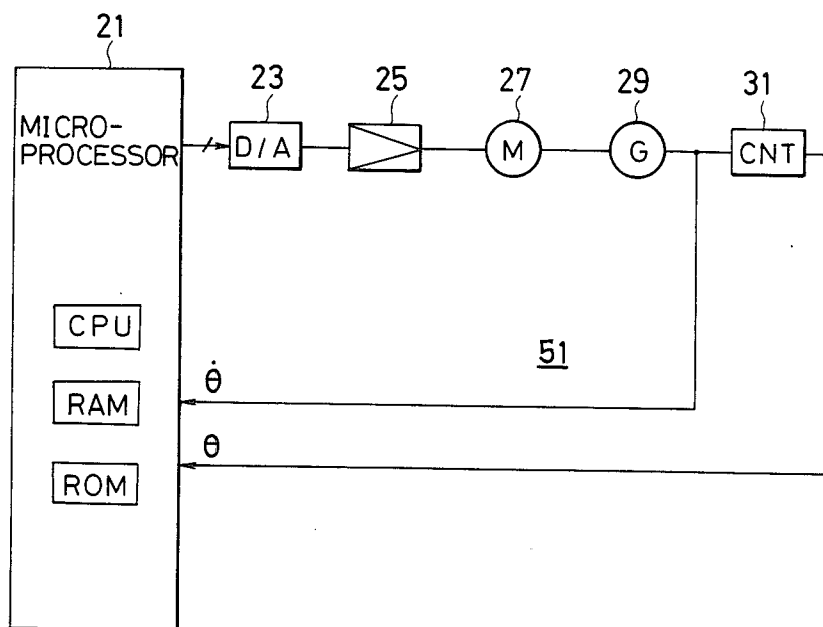 21
23
25
27
29
31
MICRO-
PROCESSOR
D/A
M
G
CNT
CPU
51
θ̇
RAM
θ
ROM